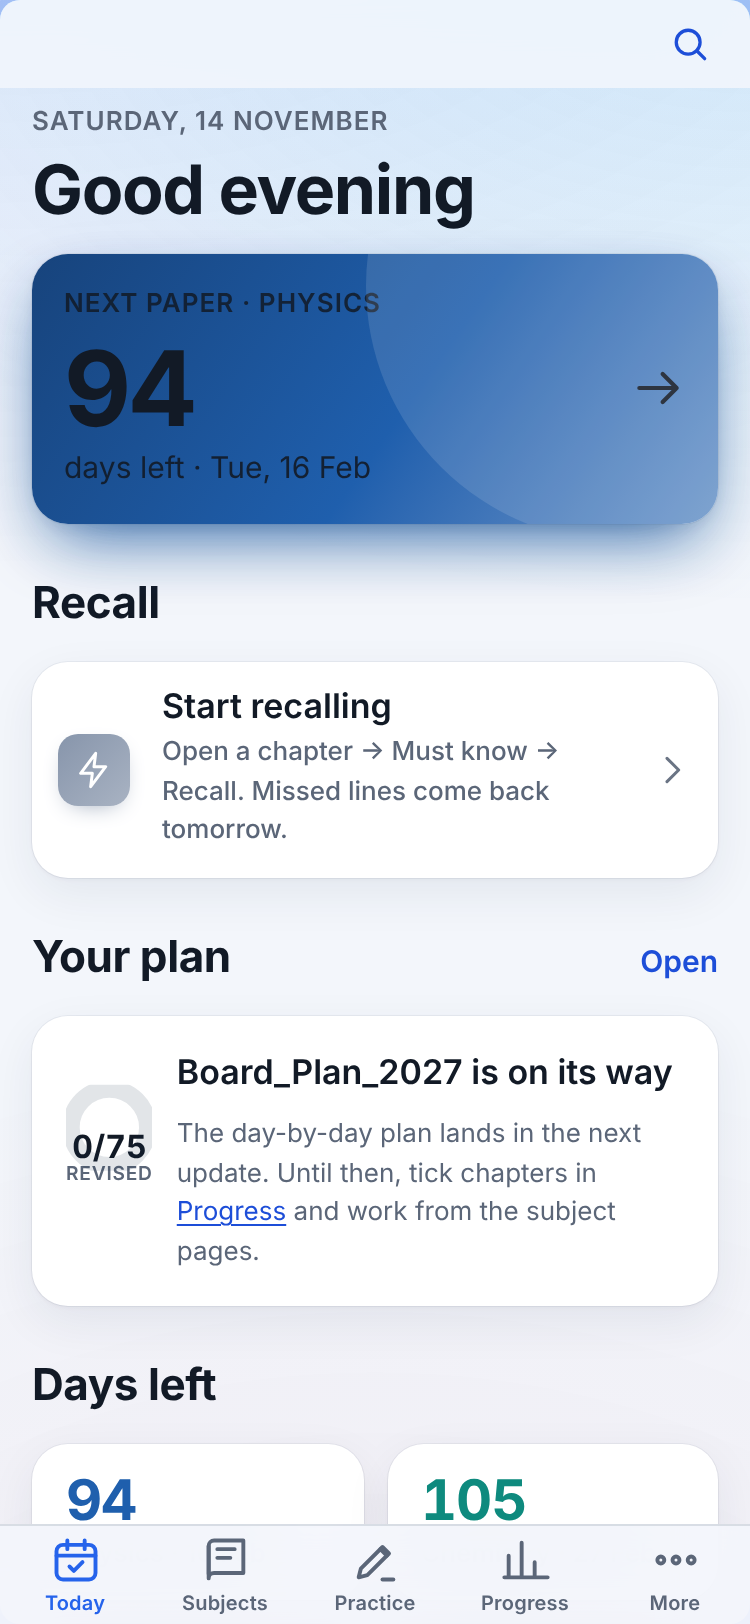 SATURDAY, 14 NOVEMBER
Good evening
NEXT PAPER · PHYSICS
94
days left · Tue, 16 Feb
Recall
Start recalling
Open a chapter → Must know →
Recall. Missed lines come back
tomorrow.
Your plan
Open
Board_Plan_2027 is on its way
0/75
REVISED
The day-by-day plan lands in the next
update. Until then, tick chapters in
Progress and work from the subject
pages.
Days left
94
105
Today
Subjects
Practice
Progress
More